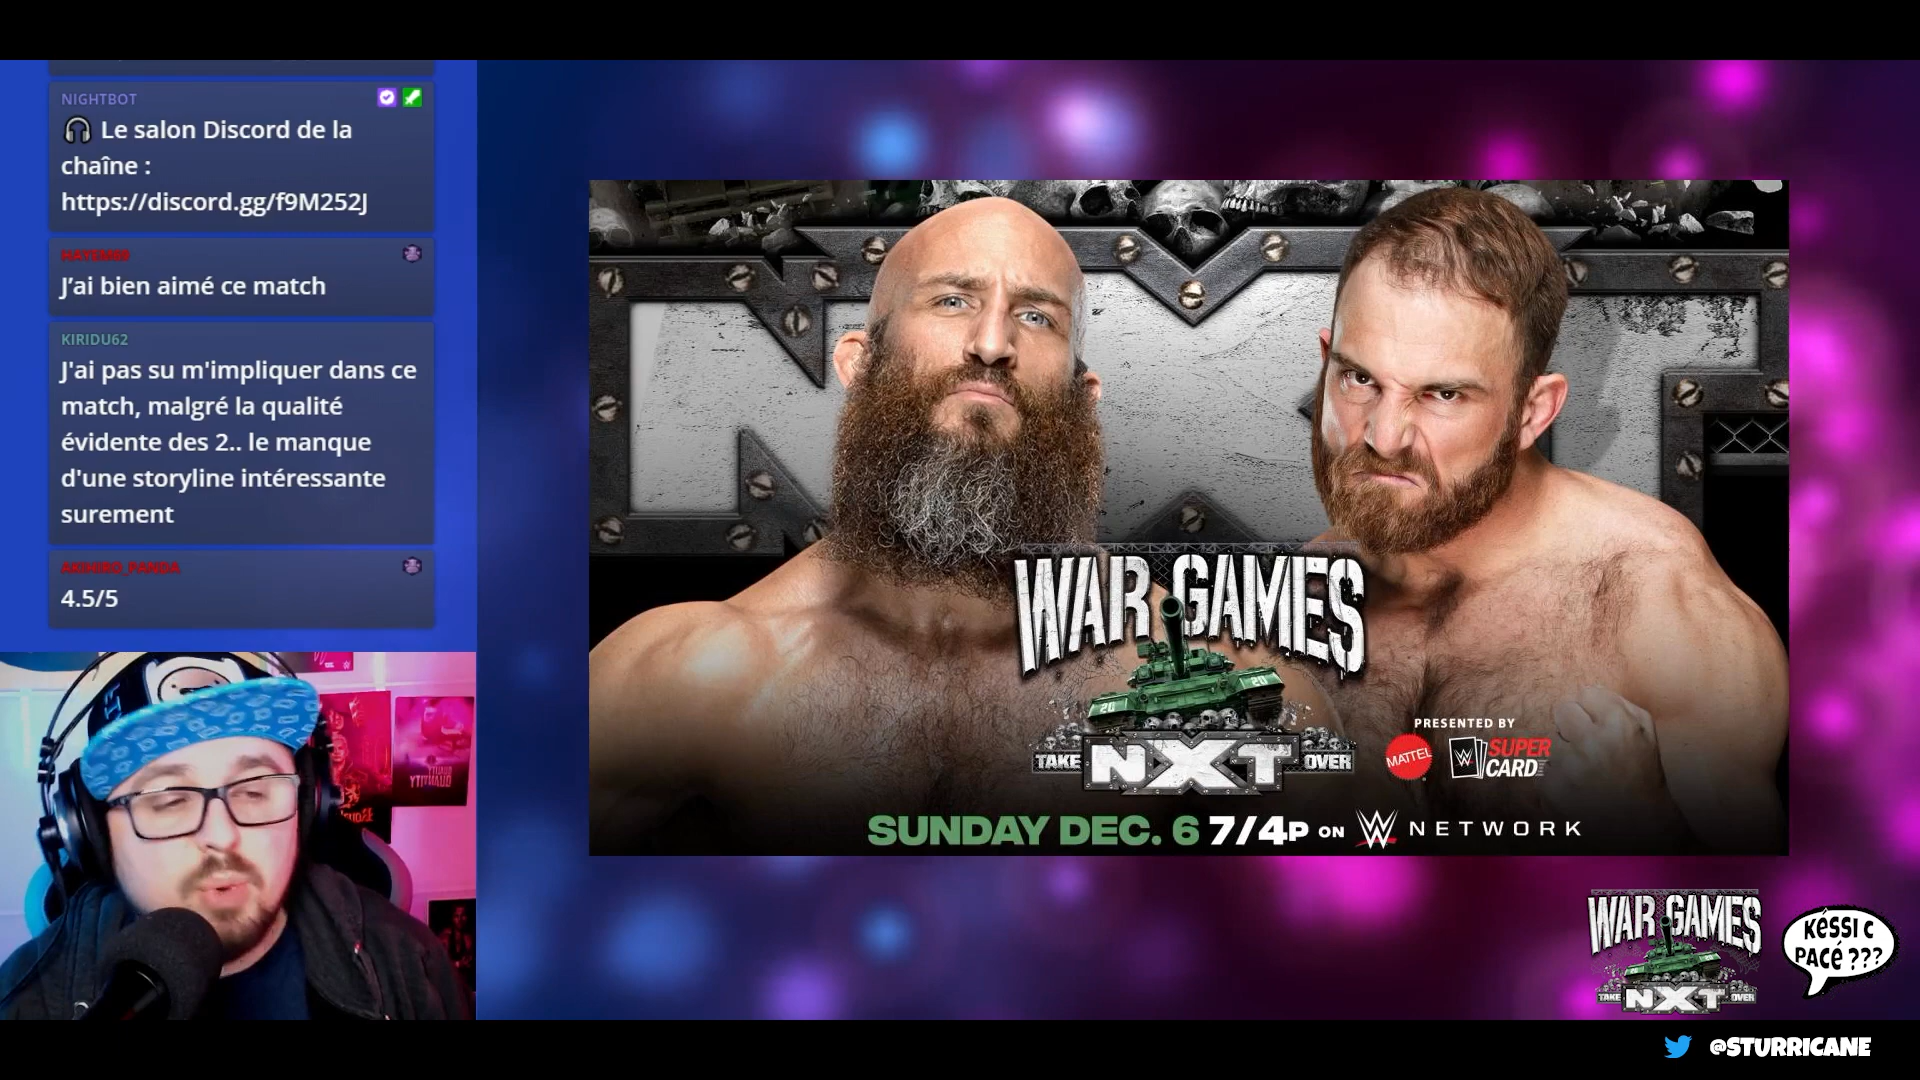 NIGHTBOT
Le salon Discord de la
chaîne :
https://discord.gg/f9M252J
J'ai bien aimé ce match
KIRIDU62
J'ai pas su m'impliquer dans ce
match, malgré la qualité
évidente des 2.. le manque
d'une storyline intéressante
surement
AKIHIRO_PANDA
4.5/5
WAR GAMES
20
20
TAKE NXT OVER
PRESENTED BY
MATTEL
W SUPER
CARD
SUNDAY DEC. 6 7/4P ON W NETWORK
WAR GAMES
TAKE NXT OVER
KéSSI C
PACé ???
@STURRICANE